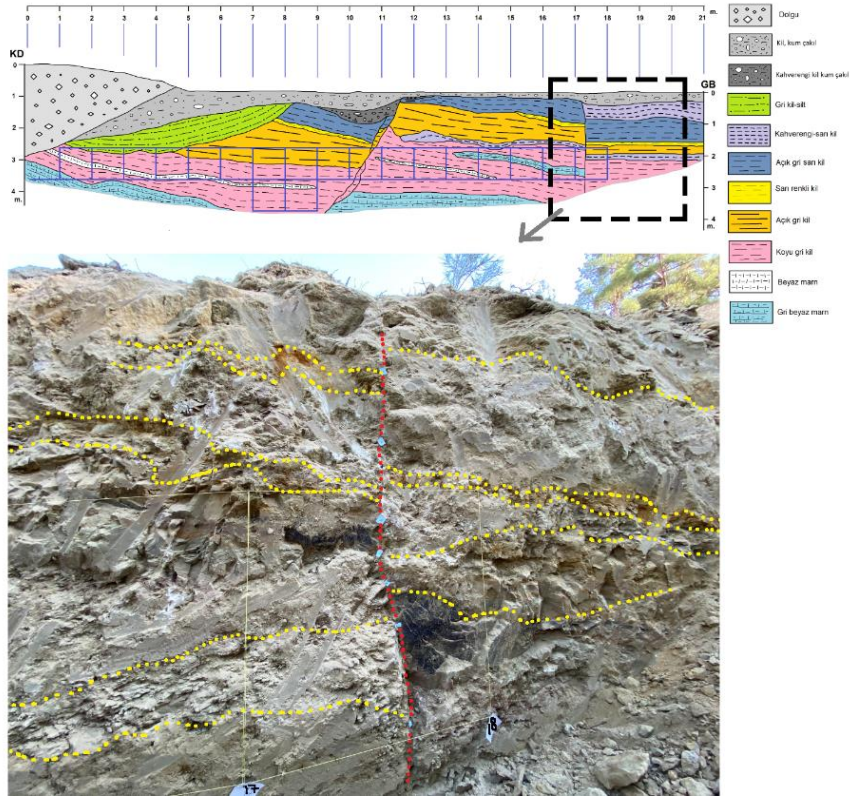 0 1 2 3 4 5 6 7 8 9 10 11 12 13 14 15 16 17 18 19 20 21 m.
KD
GB
0
1
2
3
4
m.
0
1
2
3
4
m.
Dolgu
Kil, kum çakıl
Kahverengi kil kum çakıl
Gri kil-silt
Kahverengi-sarı kil
Açık gri sarı kil
Sarı renkli kil
Açık gri kil
Koyu gri kil
Beyaz marn
Gri beyaz marn
17
18